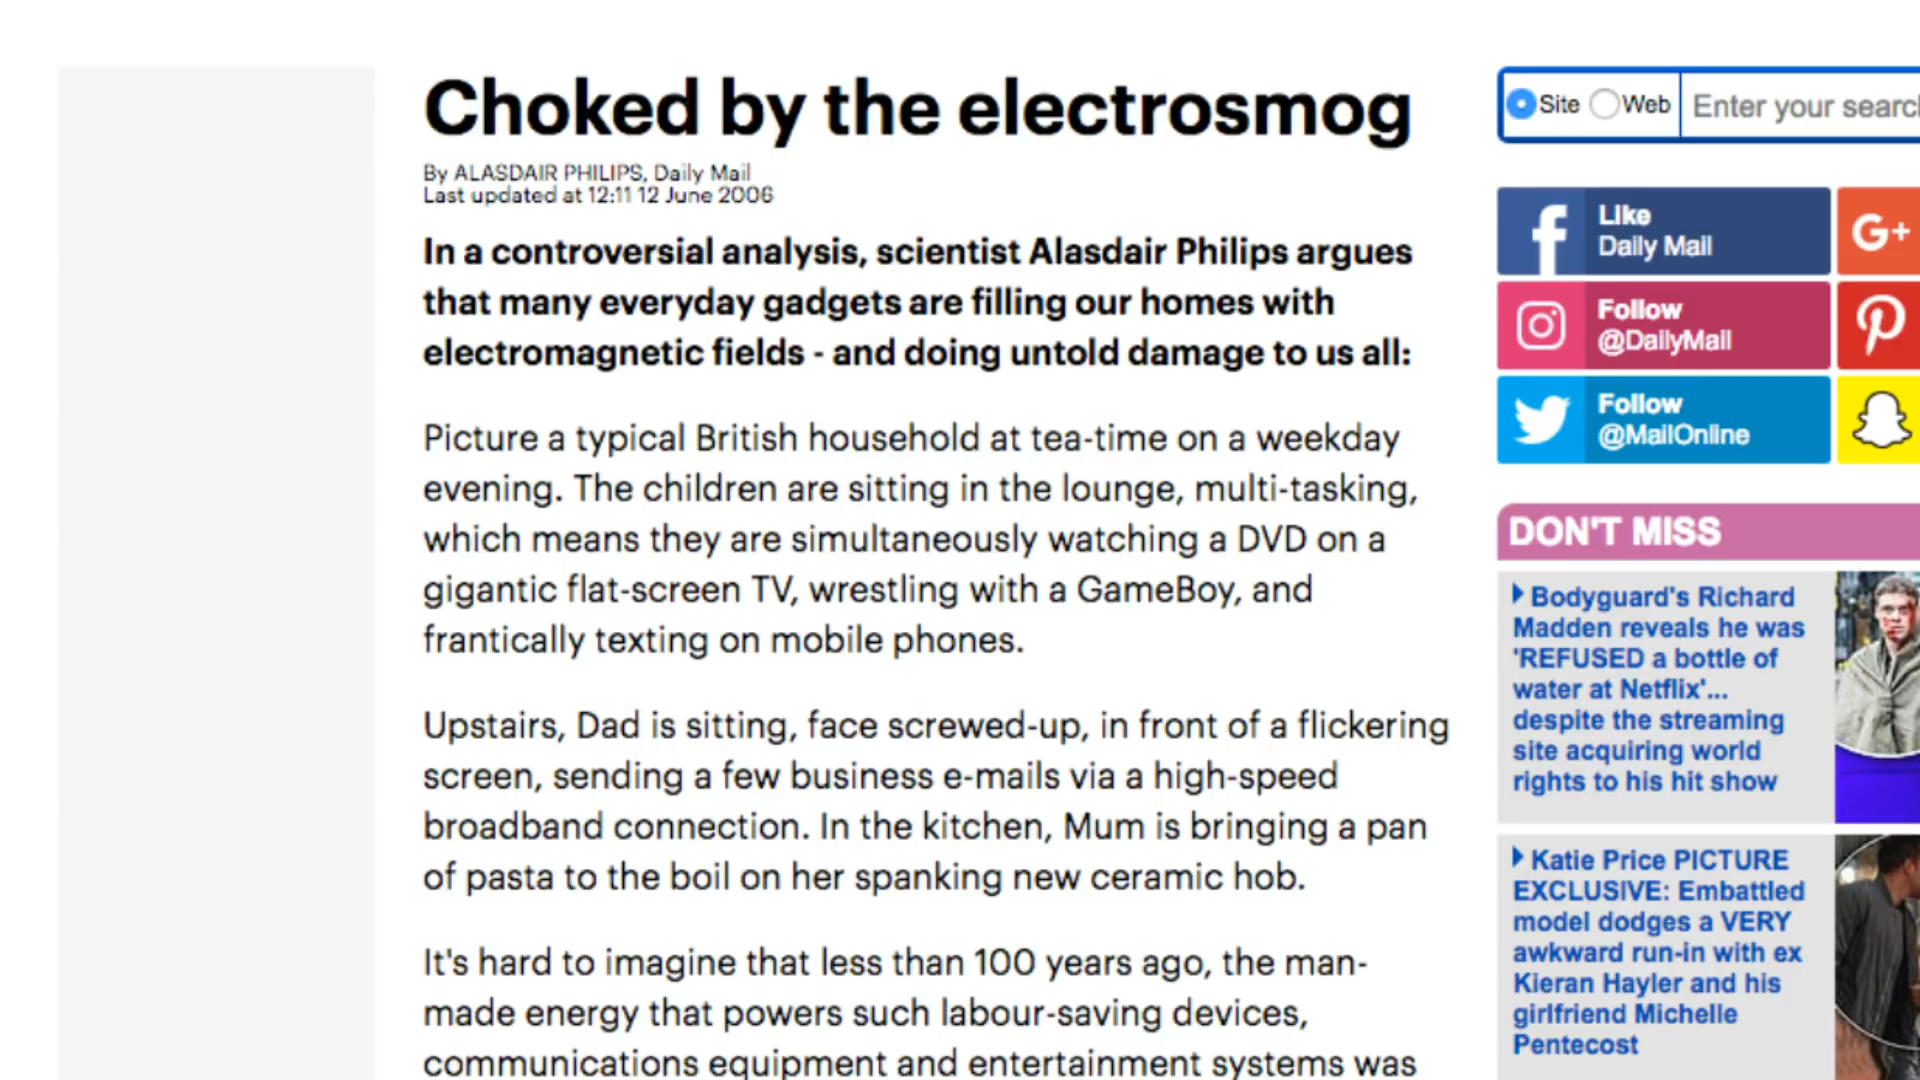 Choked by the electrosmog
By ALASDAIR PHILIPS, Daily Mail
Last updated at 12:11 12 June 2006
In a controversial analysis, scientist Alasdair Philips argues
that many everyday gadgets are filling our homes with
electromagnetic fields - and doing untold damage to us all:
Picture a typical British household at tea-time on a weekday
evening. The children are sitting in the lounge, multi-tasking,
which means they are simultaneously watching a DVD on a
gigantic flat-screen TV, wrestling with a GameBoy, and
frantically texting on mobile phones.
Upstairs, Dad is sitting, face screwed-up, in front of a flickering
screen, sending a few business e-mails via a high-speed
broadband connection. In the kitchen, Mum is bringing a pan
of pasta to the boil on her spanking new ceramic hob.
It's hard to imagine that less than 100 years ago, the man-
made energy that powers such labour-saving devices,
communications equipment and entertainment systems was
Site Web Enter your search
Like
Daily Mail
G+
Follow
@DailyMail
Follow
@MailOnline
DON'T MISS
Bodyguard's Richard
Madden reveals he was
'REFUSED a bottle of
water at Netflix'...
despite the streaming
site acquiring world
rights to his hit show
Katie Price PICTURE
EXCLUSIVE: Embattled
model dodges a VERY
awkward run-in with ex
Kieran Hayler and his
girlfriend Michelle
Pentecost